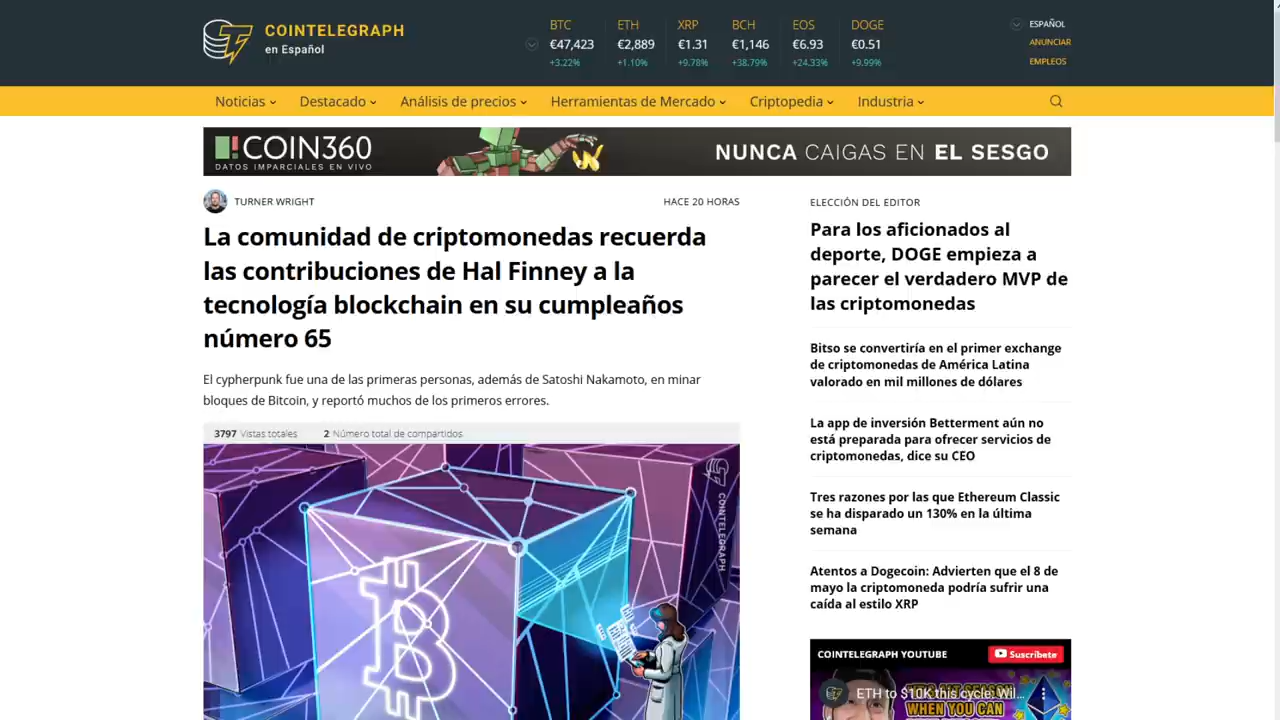 COINTELEGRAPH
en Español
BTC ETH XRP BCH EOS DOGE
€47,423 €2,889 €1.31 €1,146 €6.93 €0.51
+3.22% +1.10% +9.78% +38.79% +24.33% +9.99%
ESPAÑOL
ANUNCIAR
EMPLEOS
Noticias Destacado Análisis de precios Herramientas de Mercado Criptopedia Industria
COIN360
DATOS IMPARCIALES EN VIVO
NUNCA CAIGAS EN EL SESGO
TURNER WRIGHT HACE 20 HORAS
La comunidad de criptomonedas recuerda
las contribuciones de Hal Finney a la
tecnología blockchain en su cumpleaños
número 65
El cypherpunk fue una de las primeras personas, además de Satoshi Nakamoto, en minar
bloques de Bitcoin, y reportó muchos de los primeros errores.
3797 Vistas totales 2 Número total de compartidos
COINTELEGRAPH
ELECCIÓN DEL EDITOR
Para los aficionados al
deporte, DOGE empieza a
parecer el verdadero MVP de
las criptomonedas
Bitso se convertiría en el primer exchange
de criptomonedas de América Latina
valorado en mil millones de dólares
La app de inversión Betterment aún no
está preparada para ofrecer servicios de
criptomonedas, dice su CEO
Tres razones por las que Ethereum Classic
se ha disparado un 130% en la última
semana
Atentos a Dogecoin: Advierten que el 8 de
mayo la criptomoneda podría sufrir una
caída al estilo XRP
COINTELEGRAPH YOUTUBE
Suscríbete
ETH to $10K this cycle. Wil...
WHEN YOU CAN